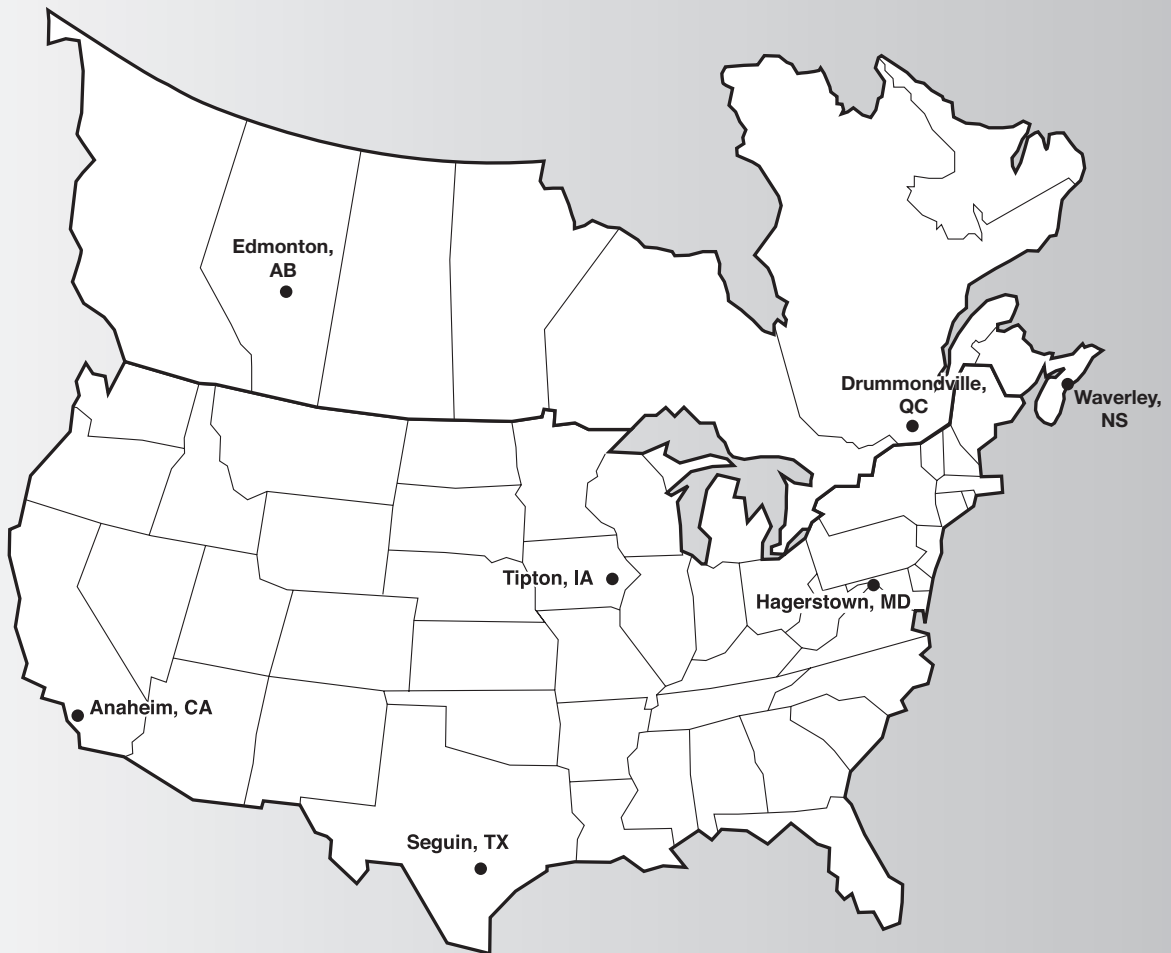 Edmonton,
AB
Drummondville,
QC
Waverley,
NS
Tipton, IA
Hagerstown, MD
Anaheim, CA
Seguin, TX